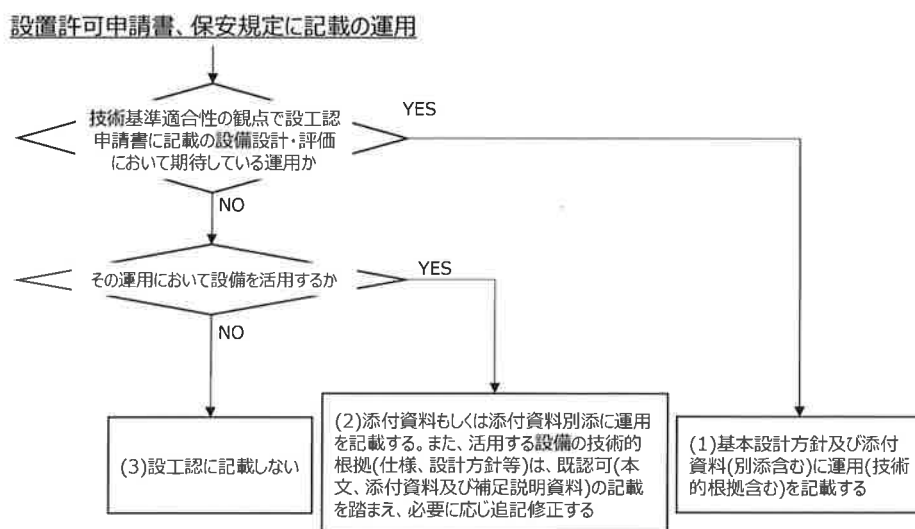 設置許可申請書、保安規定に記載の運用
技術基準適合性の観点で設工認
申請書に記載の設備設計・評価
において期待している運用か
YES
NO
その運用において設備を活用するか
YES
NO
(3)設工認に記載しない
(2)添付資料もしくは添付資料別添に運用
を記載する。また、活用する設備の技術的
根拠(仕様、設計方針等)は、既認可(本
文、添付資料及び補足説明資料)の記載
を踏まえ、必要に応じ追記修正する
(1)基本設計方針及び添付
資料(別添含む)に運用(技術
的根拠含む)を記載する